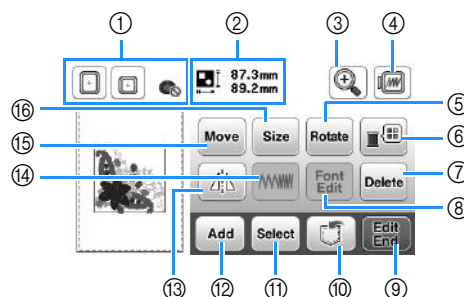 ① ② ③ ④
87.3mm
89.2mm
⑯ ⑤
Move Size Rotate
⑮ ⑥
⑭ ⑦
Font
Edit
Delete
⑧
Add Select Edit
End
⑬ ⑫ ⑪ ⑩ ⑨